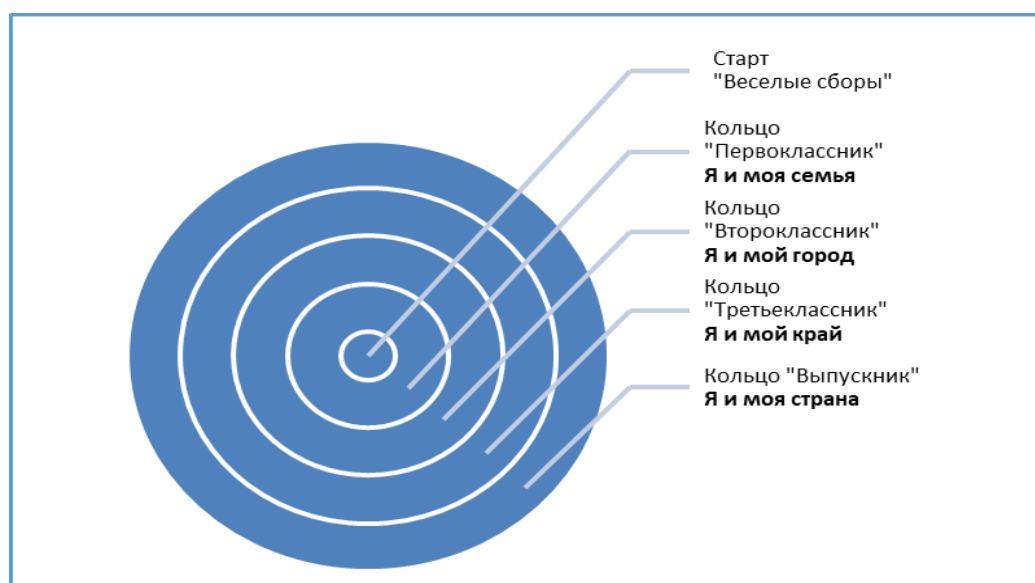 Старт
"Веселые сборы"
Кольцо
"Первоклассник"
Я и моя семья
Кольцо
"Второклассник"
Я и мой город
Кольцо
"Третьеклассник"
Я и мой край
Кольцо "Выпускник"
Я и моя страна